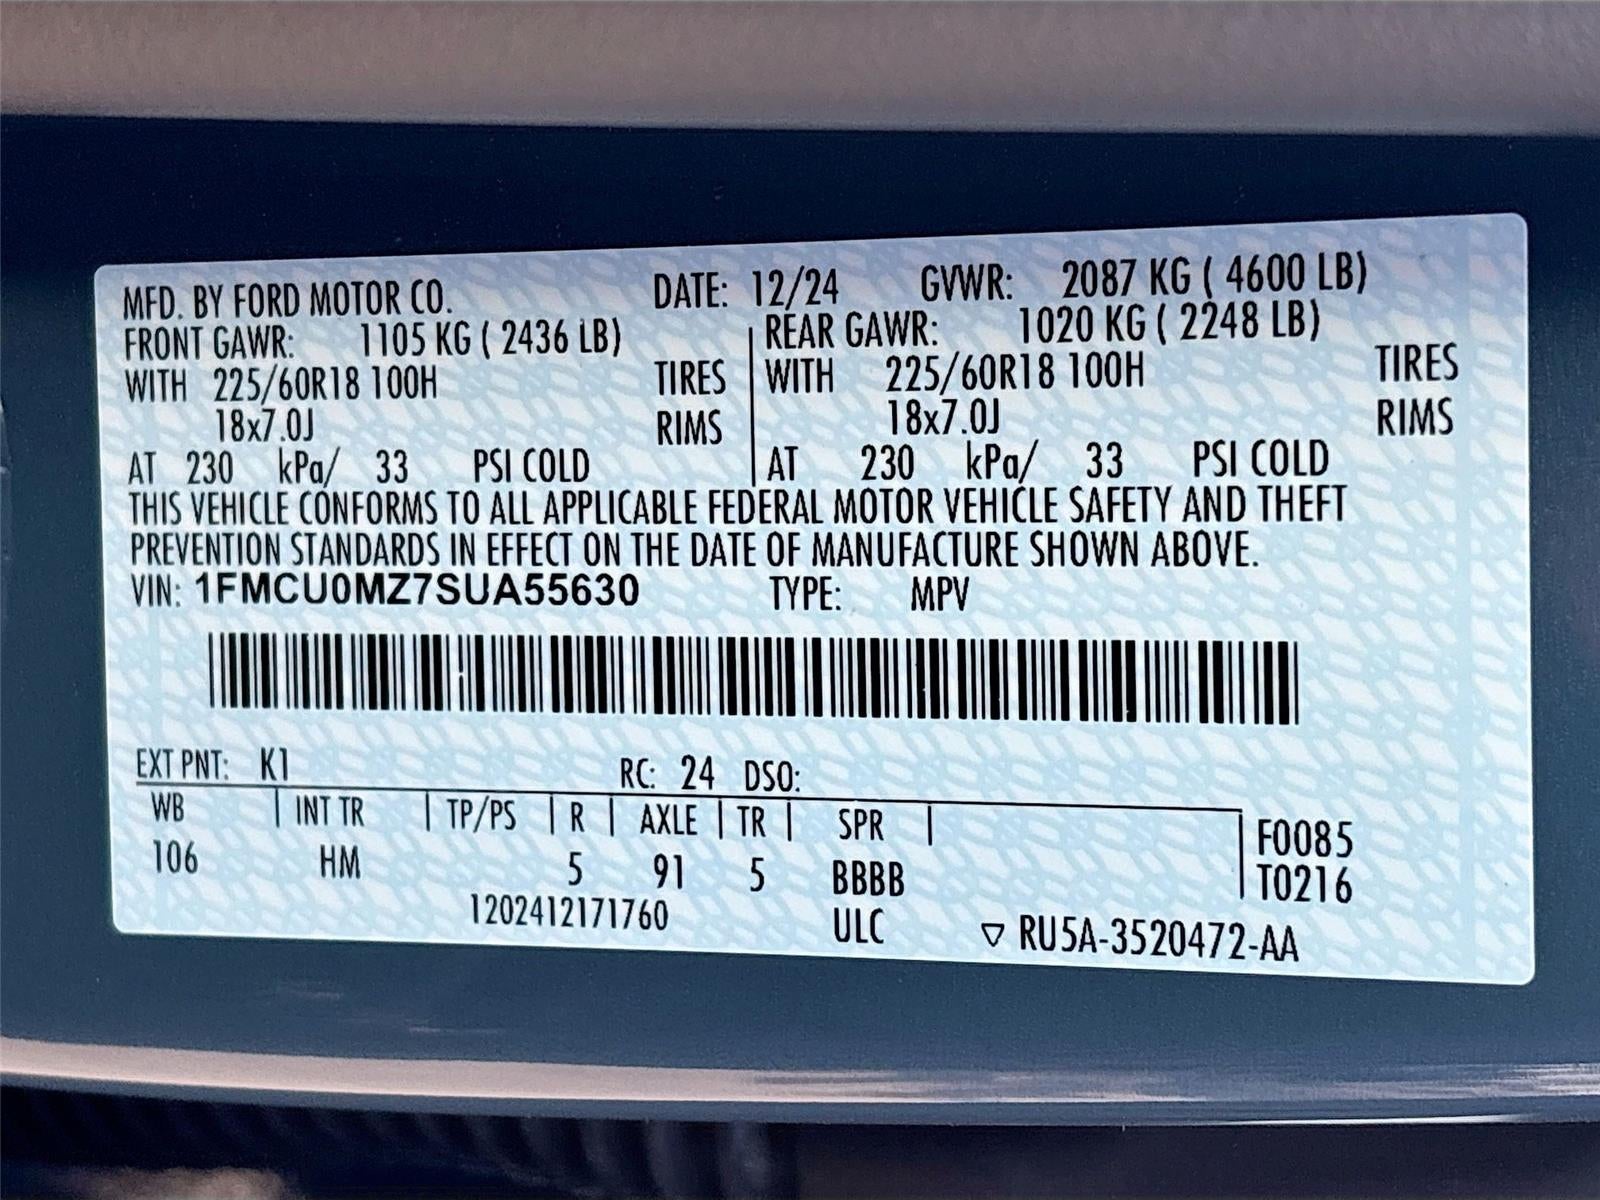 MFD. BY FORD MOTOR CO. DATE: 12/24 GVWR: 2087 KG ( 4600 LB)
FRONT GAWR: 1105 KG ( 2436 LB) REAR GAWR: 1020 KG ( 2248 LB)
WITH 225/60R18 100H TIRES WITH 225/60R18 100H TIRES
18x7.0J RIMS 18x7.0J RIMS
AT 230 kPa/ 33 PSI COLD AT 230 kPa/ 33 PSI COLD
THIS VEHICLE CONFORMS TO ALL APPLICABLE FEDERAL MOTOR VEHICLE SAFETY AND THEFT
PREVENTION STANDARDS IN EFFECT ON THE DATE OF MANUFACTURE SHOWN ABOVE.
VIN: 1FMCU0MZ7SUA55630 TYPE: MPV
EXT PNT: K1 RC: 24 DSO:
WB INT TR TP/PS R AXLE TR SPR F0085
106 HM 5 91 5 BBBB T0216
1202412171760 ULC ▽ RU5A-3520472-AA